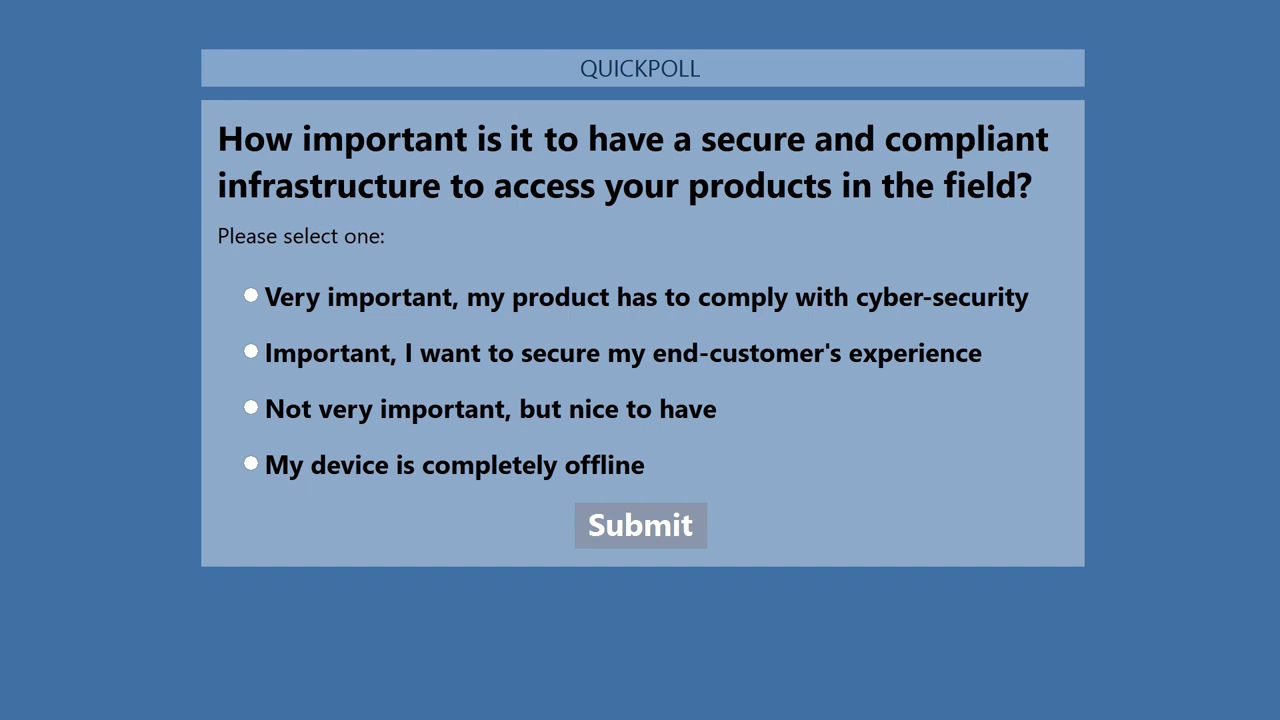 QUICKPOLL
How important is it to have a secure and compliant
infrastructure to access your products in the field?
Please select one:
Very important, my product has to comply with cyber-security
Important, I want to secure my end-customer's experience
Not very important, but nice to have
My device is completely offline
Submit